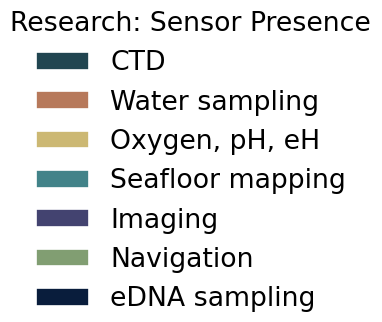 Research: Sensor Presence
CTD
Water sampling
Oxygen, pH, eH
Seafloor mapping
Imaging
Navigation
eDNA sampling